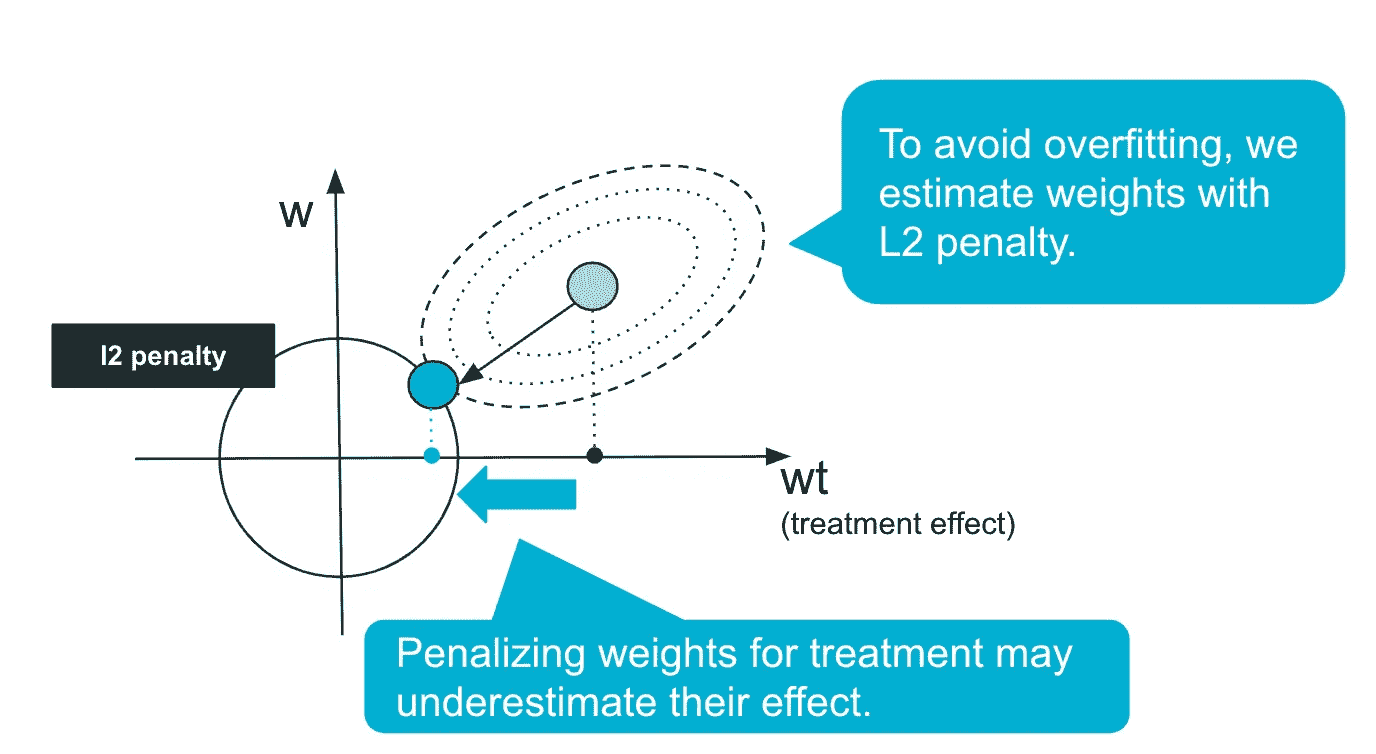 To avoid overfitting, we
estimate weights with
L2 penalty.
w
l2 penalty
wt
(treatment effect)
Penalizing weights for treatment may
underestimate their effect.